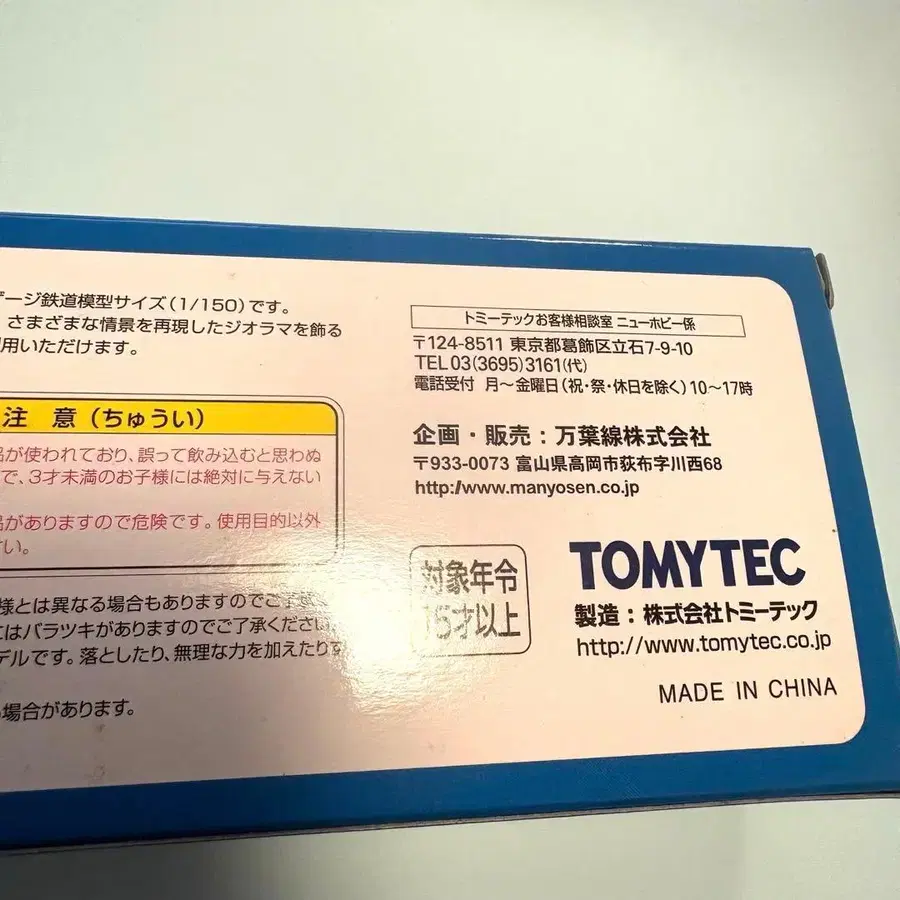 ゲージ鉄道模型サイズ(1/150)です。
さまざまな情景を再現したジオラマを飾る
用いただけます。
注 意 (ちゅうい)
品が使われており、誤って飲み込むと思わぬ
で、3才未満のお子様には絶対に与えない
品がありますので危険です。使用目的以外
い。
様とは異なる場合もありますのでご了承
にはバラツキがありますのでご了承ください。
デルです。落としたり、無理な力を加えたりす
場合があります。
トミーテックお客様相談室 ニューホビー係
〒124-8511 東京都葛飾区立石7-9-10
TEL03(3695)3161(代)
電話受付 月〜金曜日(祝・祭・休日を除く)10〜17時
企画・販売:万葉線株式会社
〒933-0073 富山県高岡市荻布字川西68
http://www.manyosen.co.jp
対象年令
15才以上
TOMYTEC
製造:株式会社トミーテック
http://www.tomytec.co.jp
MADE IN CHINA